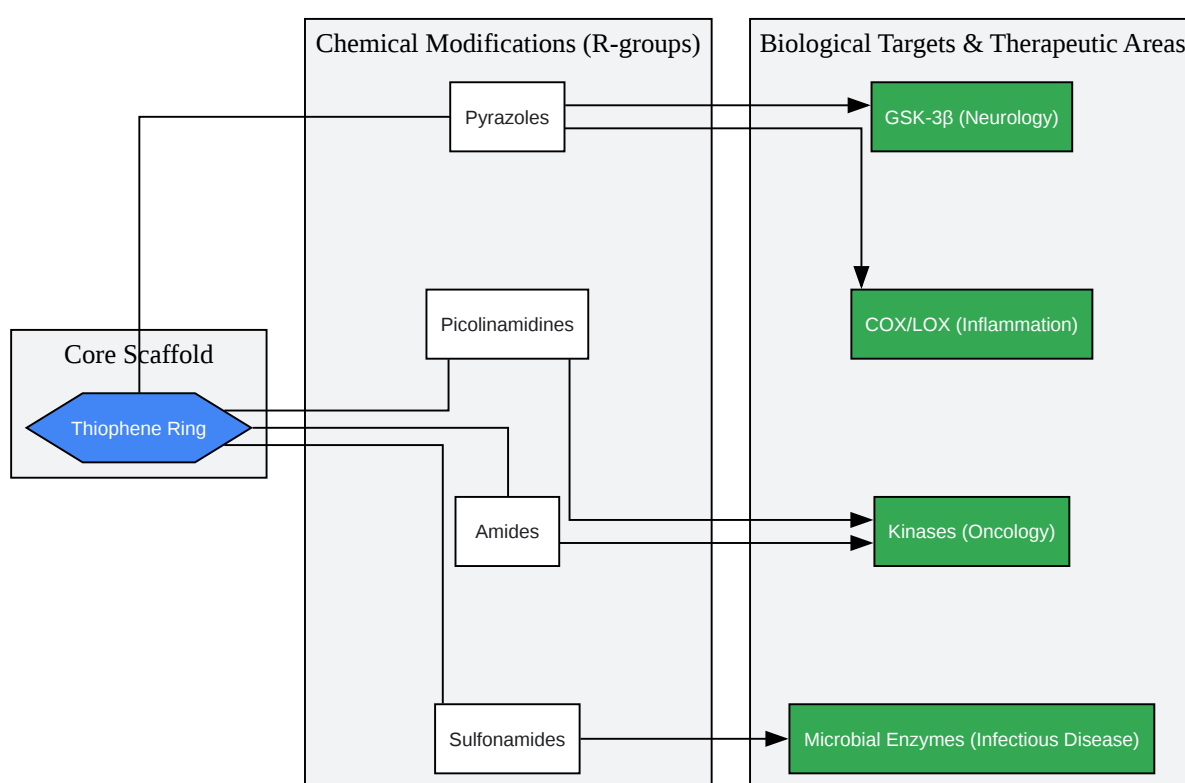 Chemical Modifications (R-groups)
Biological Targets & Therapeutic Areas
Pyrazoles
GSK-3β (Neurology)
Picolinamidines
COX/LOX (Inflammation)
Core Scaffold
Thiophene Ring
Amides
Kinases (Oncology)
Sulfonamides
Microbial Enzymes (Infectious Disease)